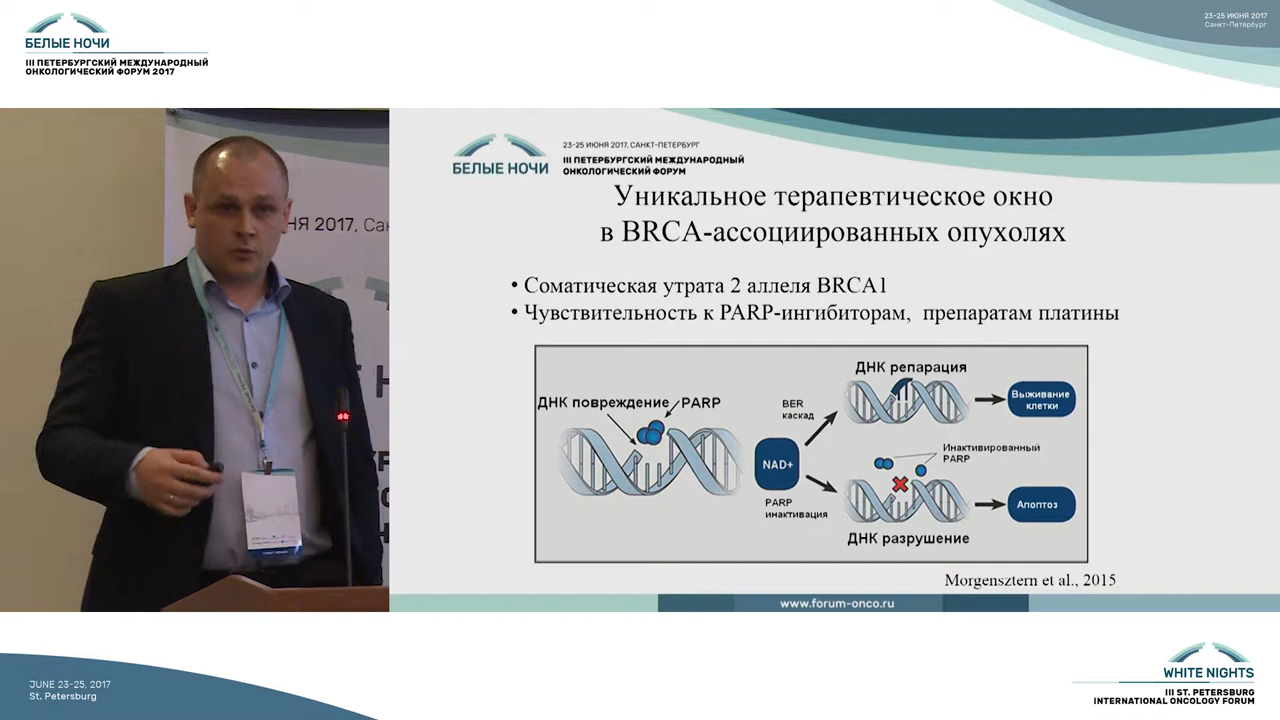 БЕЛЫЕ НОЧИ
III ПЕТЕРБУРГСКИЙ МЕЖДУНАРОДНЫЙ
ОНКОЛОГИЧЕСКИЙ ФОРУМ 2017
23-25 ИЮНЯ 2017
Санкт-Петербург
НЯ 2017, Сан
БЕЛЫЕ НОЧИ
23-25 ИЮНЯ 2017, САНКТ-ПЕТЕРБУРГ
III ПЕТЕРБУРГСКИЙ МЕЖДУНАРОДНЫЙ
ОНКОЛОГИЧЕСКИЙ ФОРУМ
Уникальное терапевтическое окно
в BRCA-ассоциированных опухолях
• Соматическая утрата 2 аллеля BRCA1
• Чувствительность к PARP-ингибиторам, препаратам платины
ДНК повреждение
PARP
NAD+
BER
каскад
PARP
инактивация
ДНК репарация
Выживание
клетки
Инактивированный
PARP
Апоптоз
ДНК разрушение
Morgensztern et al., 2015
www.forum-onco.ru
JUNE 23-25, 2017
St. Petersburg
WHITE NIGHTS
III ST. PETERSBURG
INTERNATIONAL ONCOLOGY FORUM